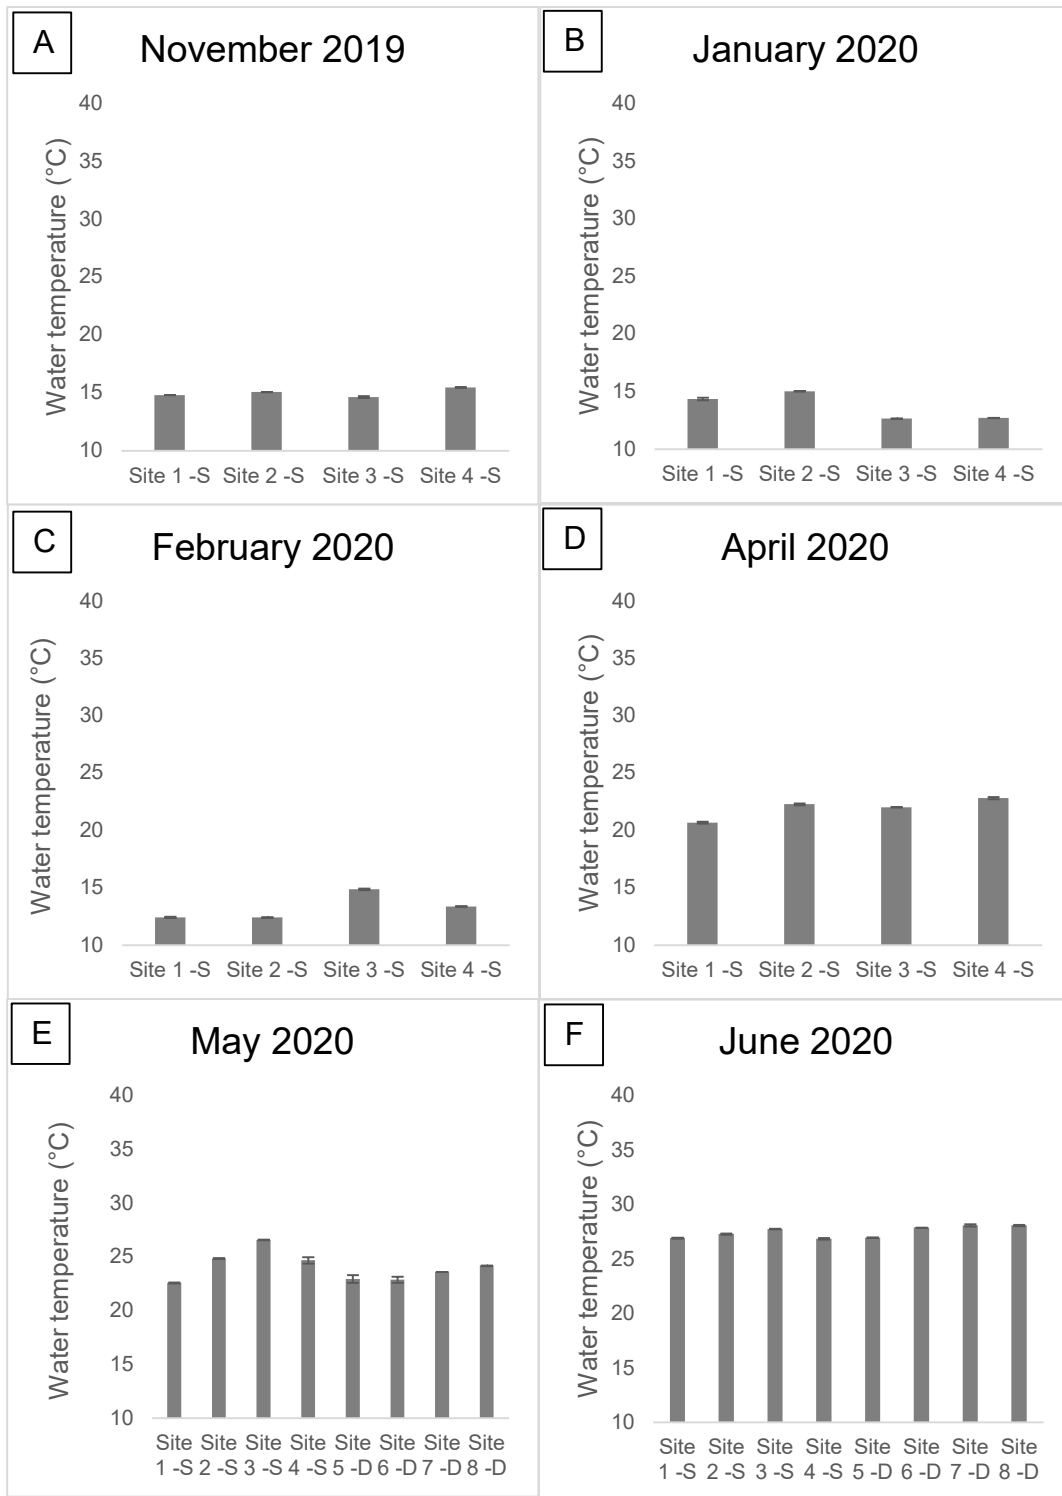 A
November 2019
Water temperature (°C)
40
35
30
25
20
15
10
Site 1 -S Site 2 -S Site 3 -S Site 4 -S
B
January 2020
Water temperature (°C)
40
35
30
25
20
15
10
Site 1 -S Site 2 -S Site 3 -S Site 4 -S
C
February 2020
Water temperature (°C)
40
35
30
25
20
15
10
Site 1 -S Site 2 -S Site 3 -S Site 4 -S
D
April 2020
Water temperature (°C)
40
35
30
25
20
15
10
Site 1 -S Site 2 -S Site 3 -S Site 4 -S
E
May 2020
Water temperature (°C)
40
35
30
25
20
15
10
Site Site Site Site Site Site Site Site
1 -S 2 -S 3 -S 4 -S 5 -D 6 -D 7 -D 8 -D
F
June 2020
Water temperature (°C)
40
35
30
25
20
15
10
Site Site Site Site Site Site Site Site
1 -S 2 -S 3 -S 4 -S 5 -D 6 -D 7 -D 8 -D